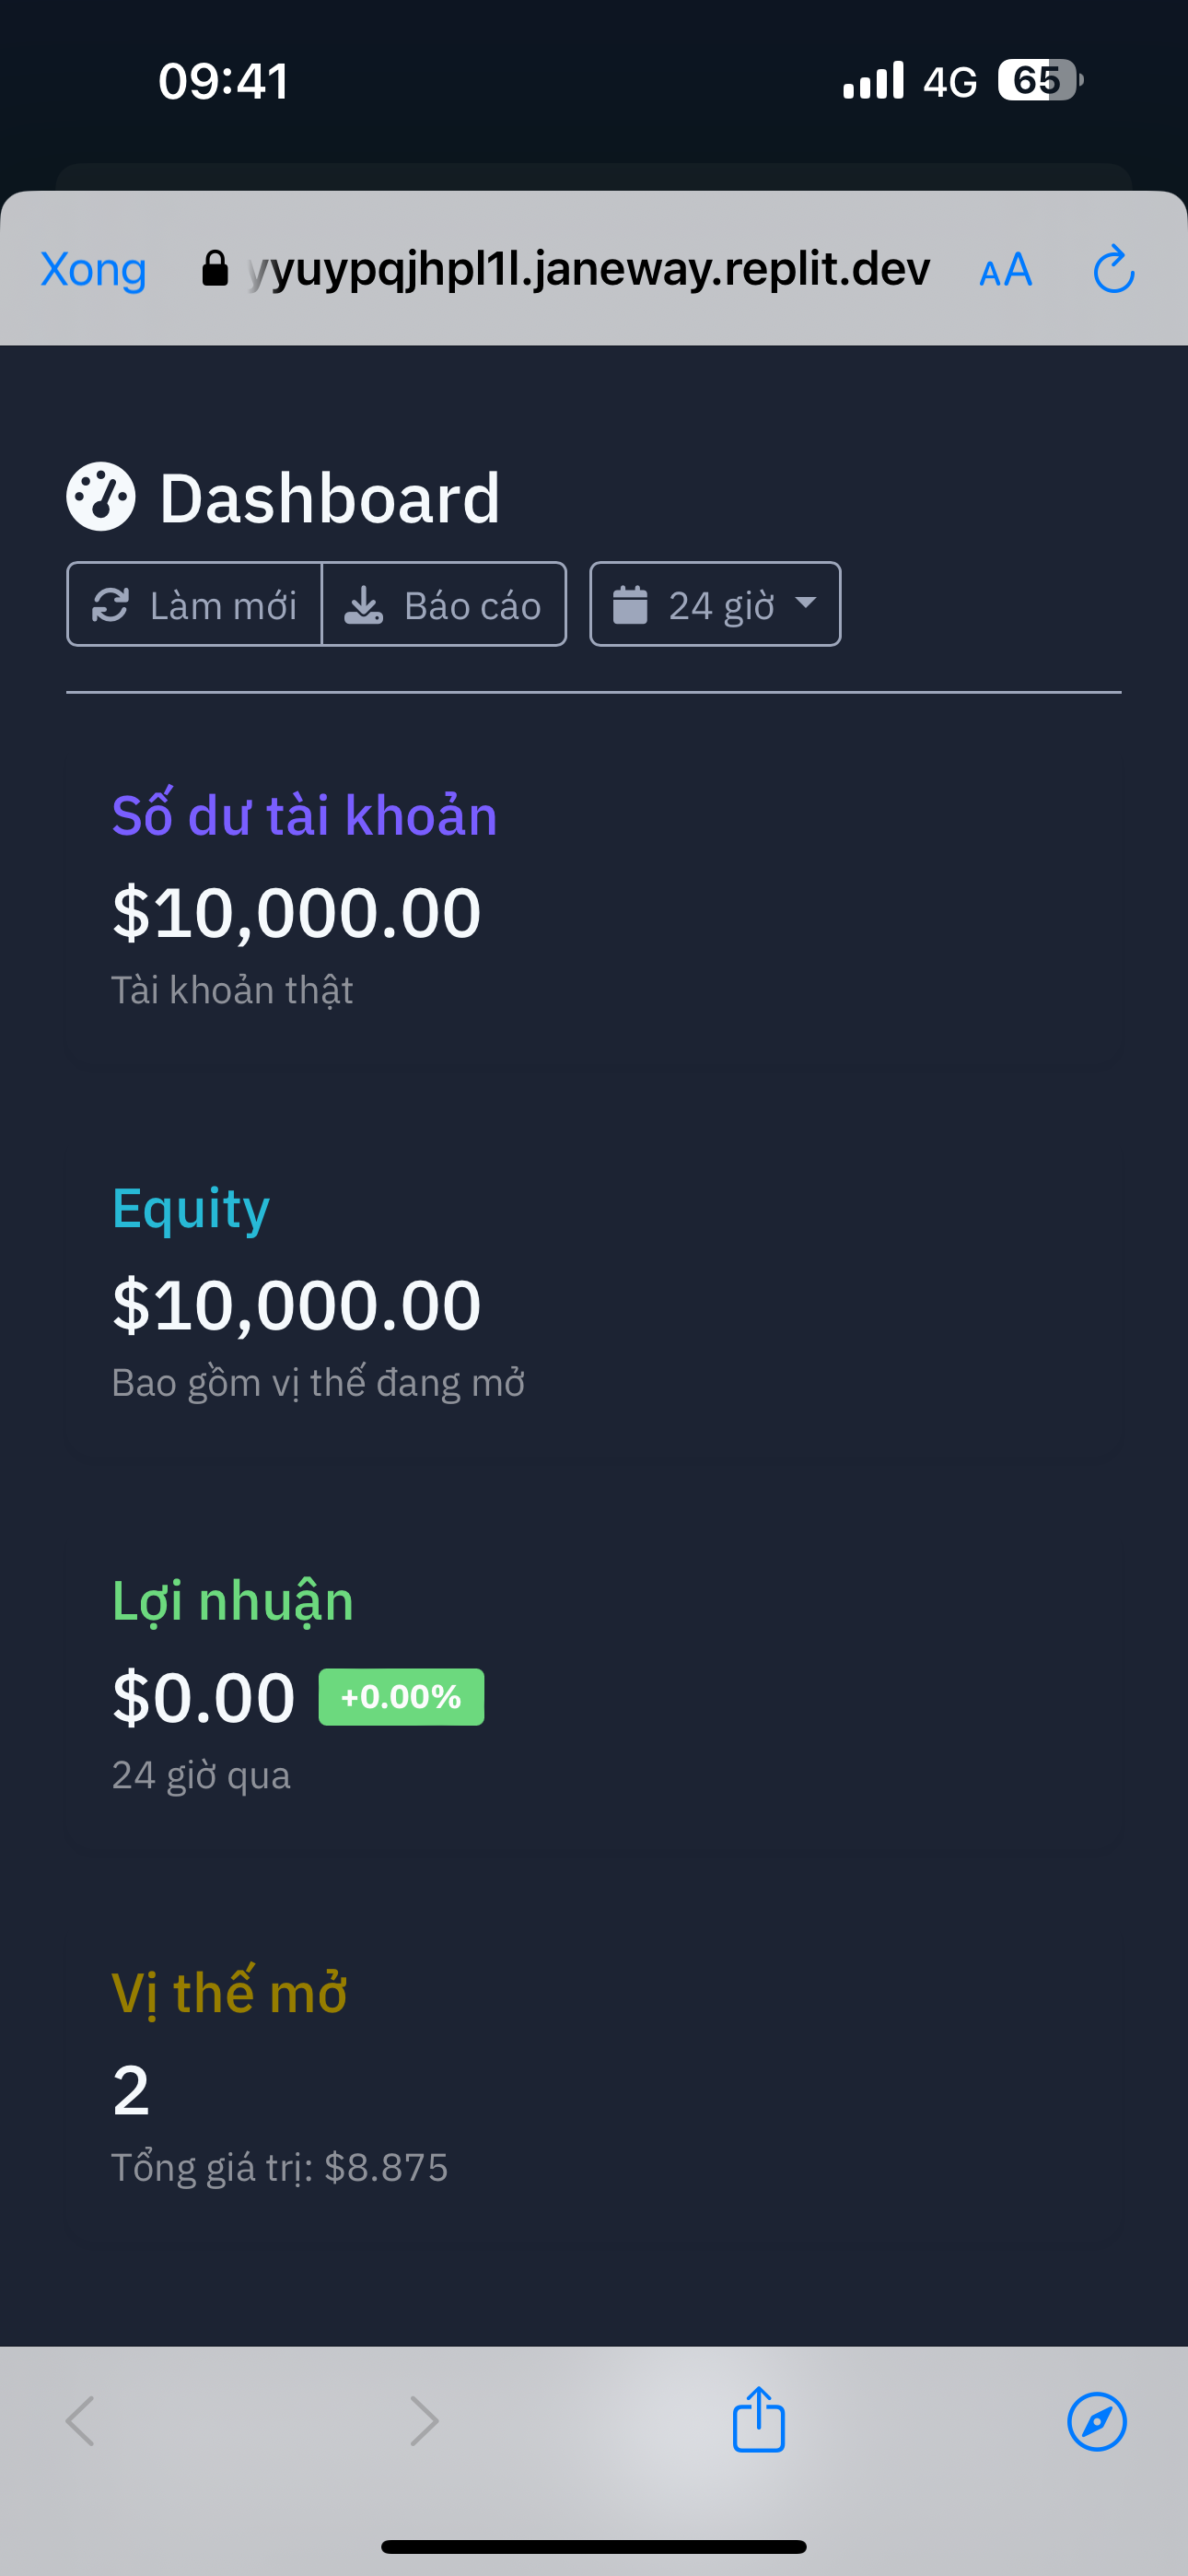 09:41
4G 65
Xong yyuypqjhpl1l.janeway.replit.dev AA
Dashboard
Làm mới Báo cáo 24 giờ
Số dư tài khoản
$10,000.00
Tài khoản thật
Equity
$10,000.00
Bao gồm vị thế đang mở
Lợi nhuận
$0.00 +0.00%
24 giờ qua
Vị thế mở
2
Tổng giá trị: $8.875